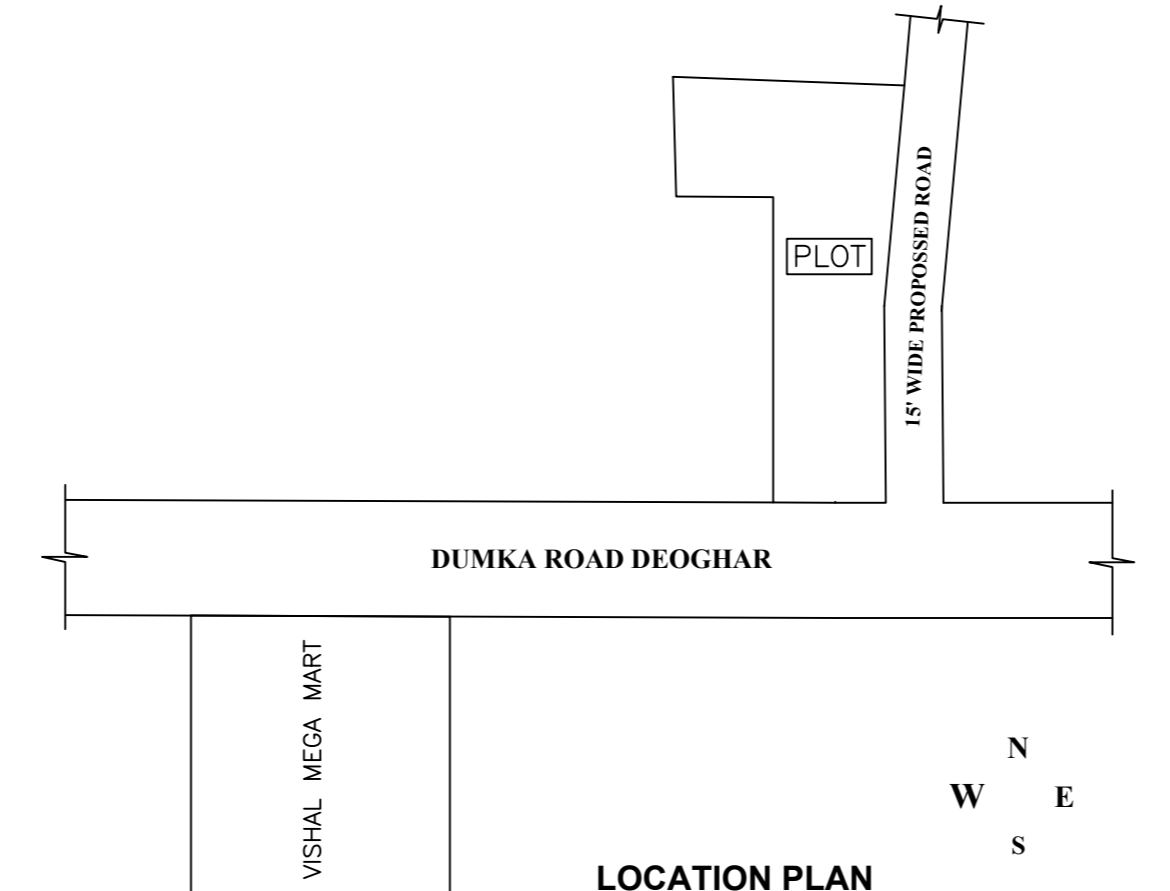 PLOT
15' WIDE PROPOSSED ROAD
DUMKA ROAD DEOGHAR
VISHAL MEGA MART
N
W E
S
LOCATION PLAN